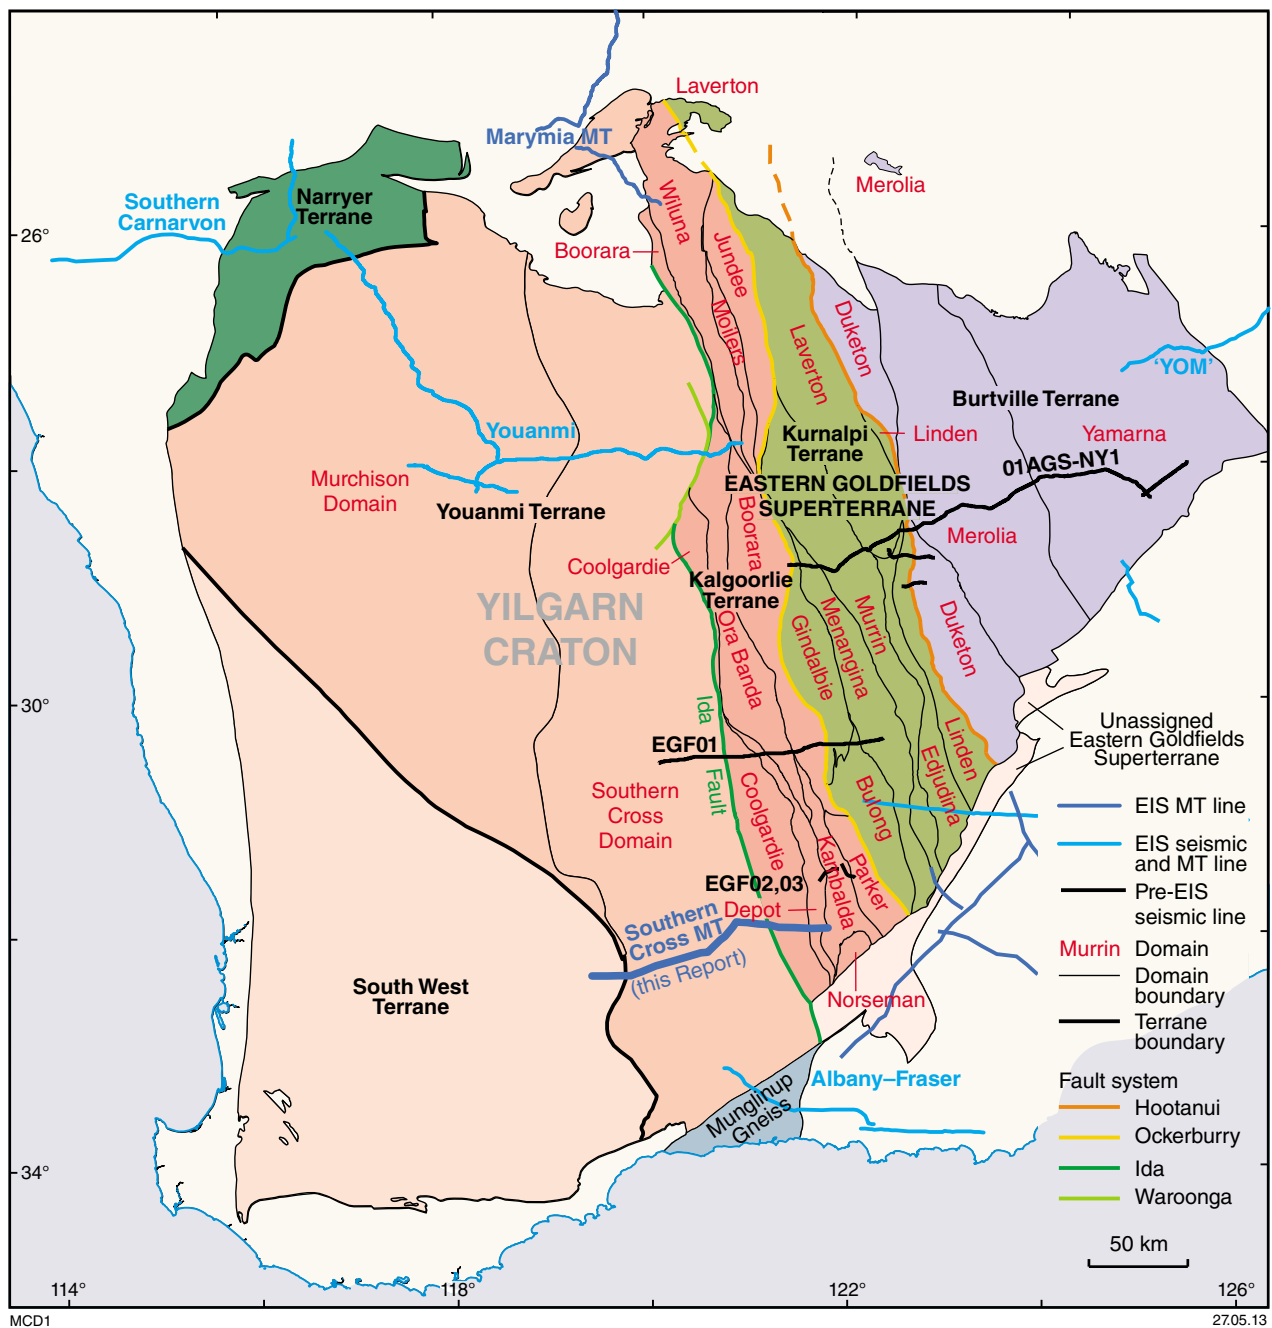 Laverton
Marymia MT
Merolia
Southern
Carnarvon
Narryer
Terrane
Wiluna
26°
Boorara
Jundee
Moilers
Duketon
Laverton
'YOM'
Burtville Terrane
Youanmi
Kurnalpi
Terrane
Linden
Yamarna
01AGS-NY1
Murchison
Domain
EASTERN GOLDFIELDS
SUPERTERRANE
Youanmi Terrane
Boorara
Merolia
Coolgardie
Kalgoorlie
Terrane
YILGARN
CRATON
Ora Banda
Gindalbie
Menangina
Murrin
Duketon
30°
Ida
Fault
EGF01
Linden
Edjudina
Unassigned
Eastern Goldfields
Superterrane
Southern
Cross
Domain
Coolgardie
Bulong
EIS MT line
EIS seismic
and MT line
Kambalda
Parker
EGF02,03
Depot
Pre-EIS
seismic line
Southern
Cross MT
(this Report)
Murrin Domain
Domain
boundary
South West
Terrane
Norseman
Terrane
boundary
Albany–Fraser
Munglinup
Gneiss
Fault system
Hootanui
Ockerburry
Ida
Waroonga
34°
50 km
114°
118°
122°
126°
MCD1
27.05.13